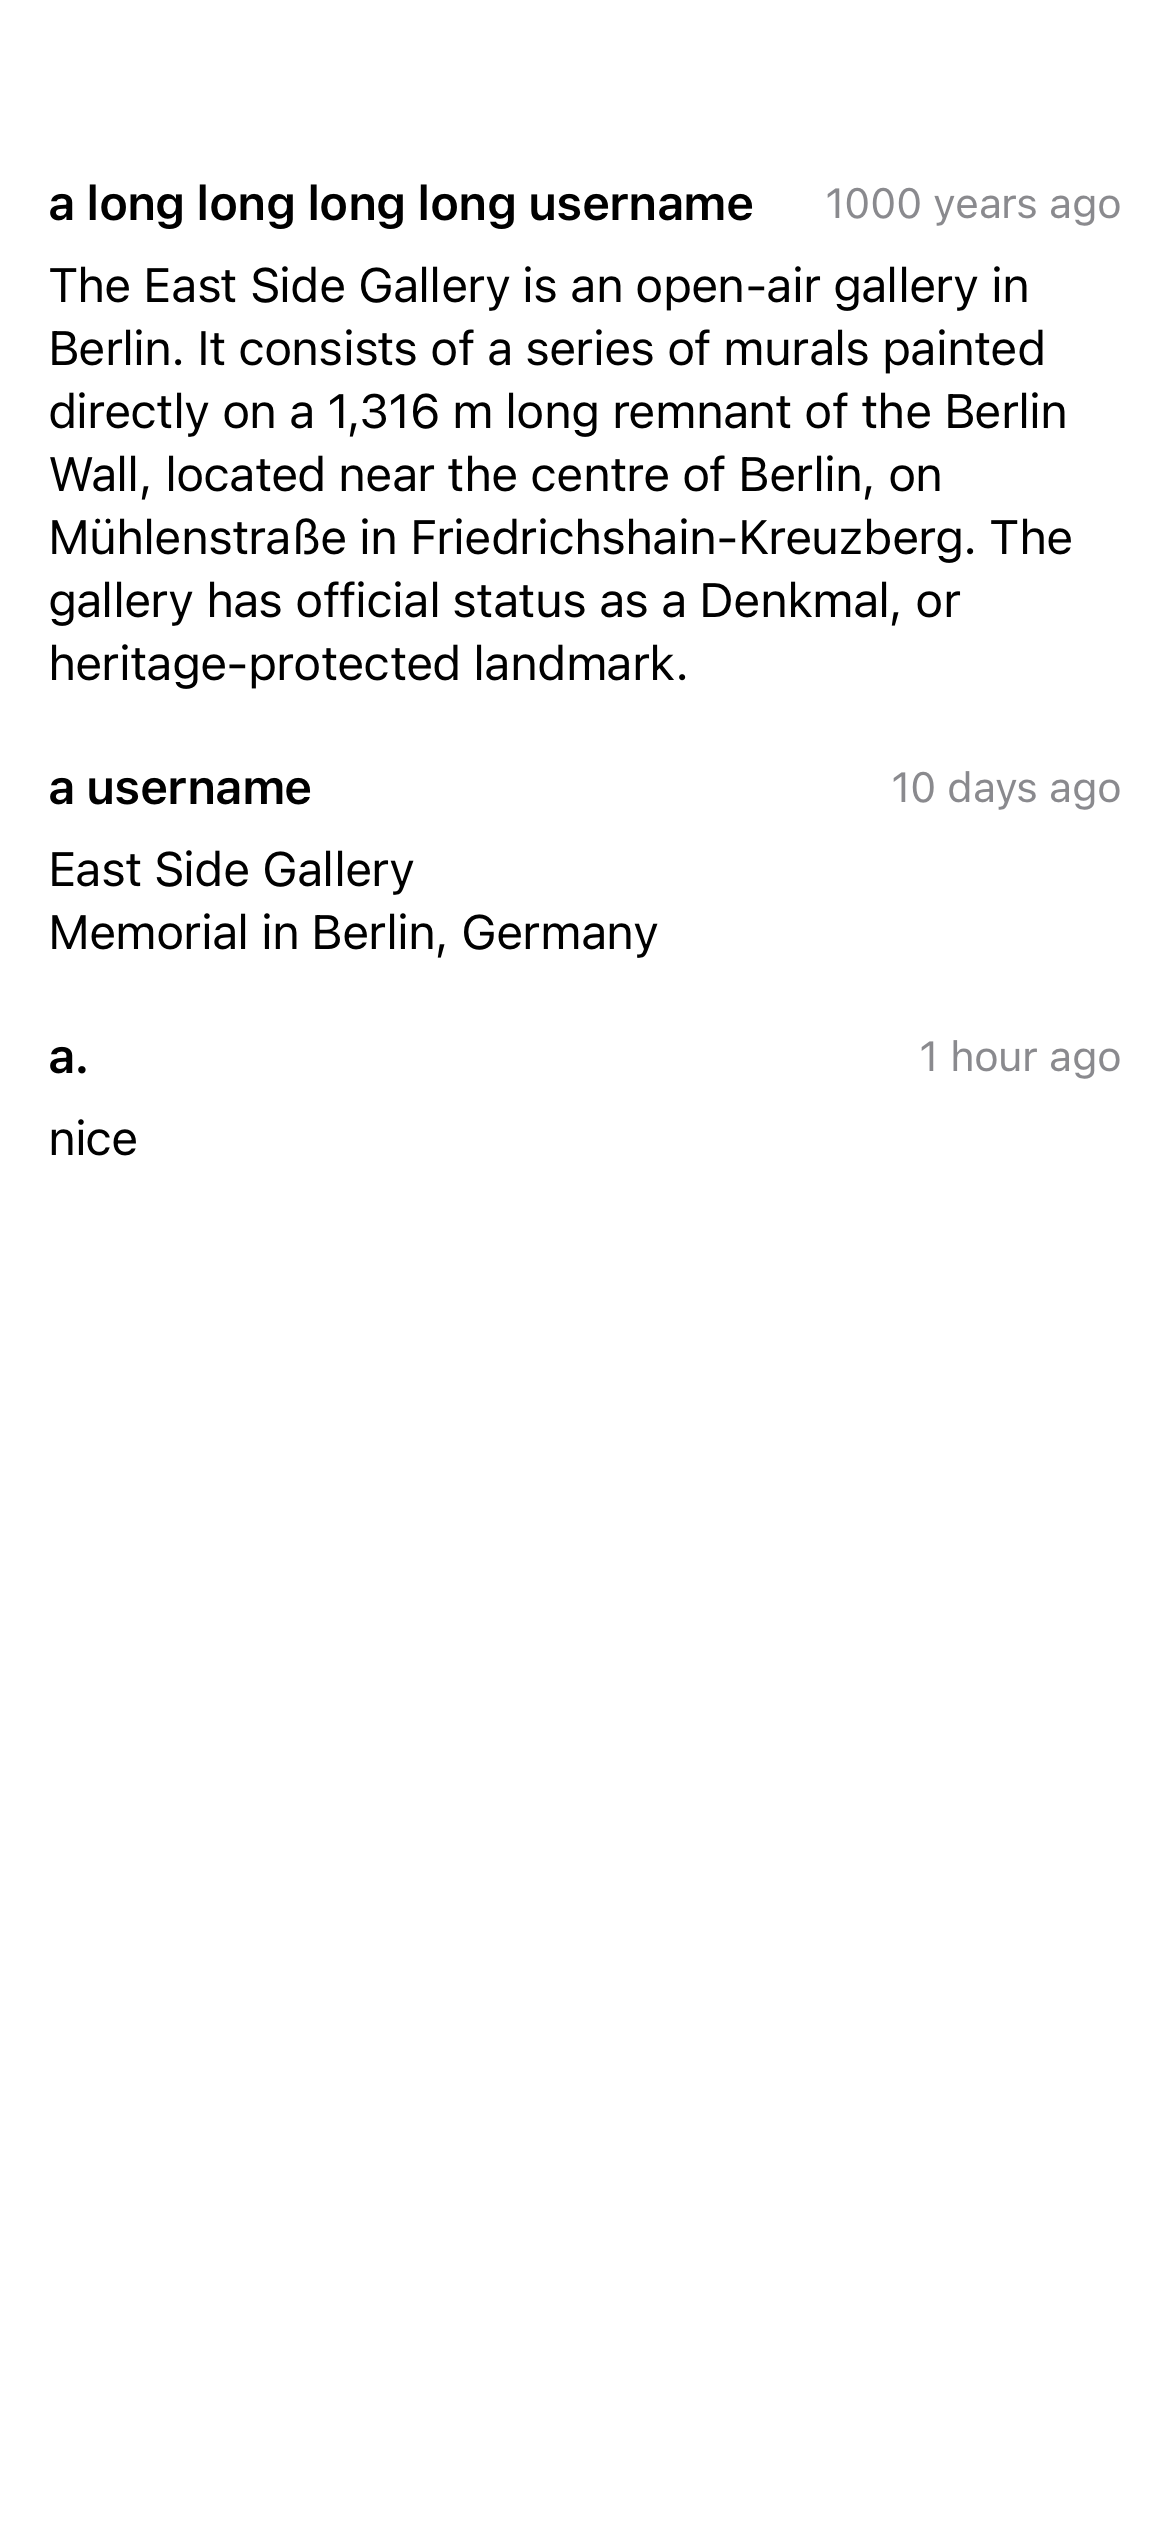 a long long long long username 1000 years ago
The East Side Gallery is an open-air gallery in
Berlin. It consists of a series of murals painted
directly on a 1,316 m long remnant of the Berlin
Wall, located near the centre of Berlin, on
Mühlenstraße in Friedrichshain-Kreuzberg. The
gallery has official status as a Denkmal, or
heritage-protected landmark.
a username 10 days ago
East Side Gallery
Memorial in Berlin, Germany
a. 1 hour ago
nice